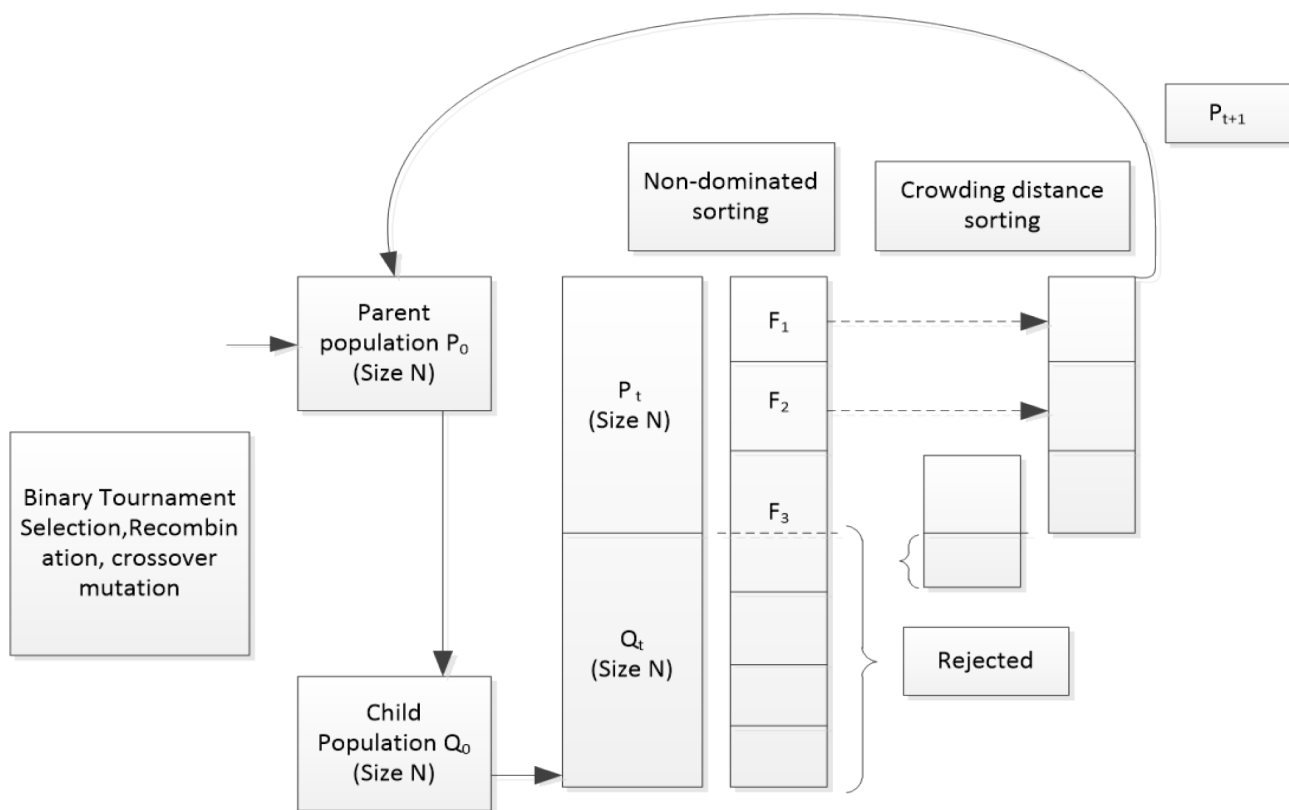 P_{t+1}
Non-dominated
sorting
Crowding distance
sorting
Parent
population P₀
(Size N)
F₁
P_t
(Size N)
F₂
Binary Tournament
Selection,Recombin
ation, crossover
mutation
F₃
Q_t
(Size N)
Rejected
Child
Population Q₀
(Size N)